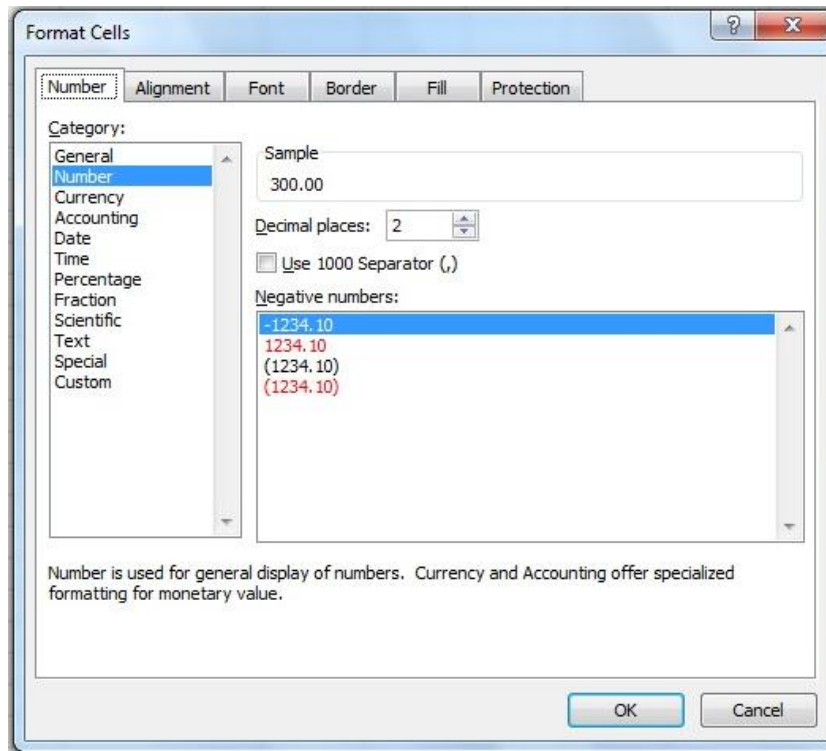 Format Cells
Number Alignment Font Border Fill Protection
Category:
General
Number
Currency
Accounting
Date
Time
Percentage
Fraction
Scientific
Text
Special
Custom
Sample
300.00
Decimal places: 2
Use 1000 Separator (,)
Negative numbers:
-1234.10
1234.10
(1234.10)
(1234.10)
Number is used for general display of numbers. Currency and Accounting offer specialized
formatting for monetary value.
OK Cancel